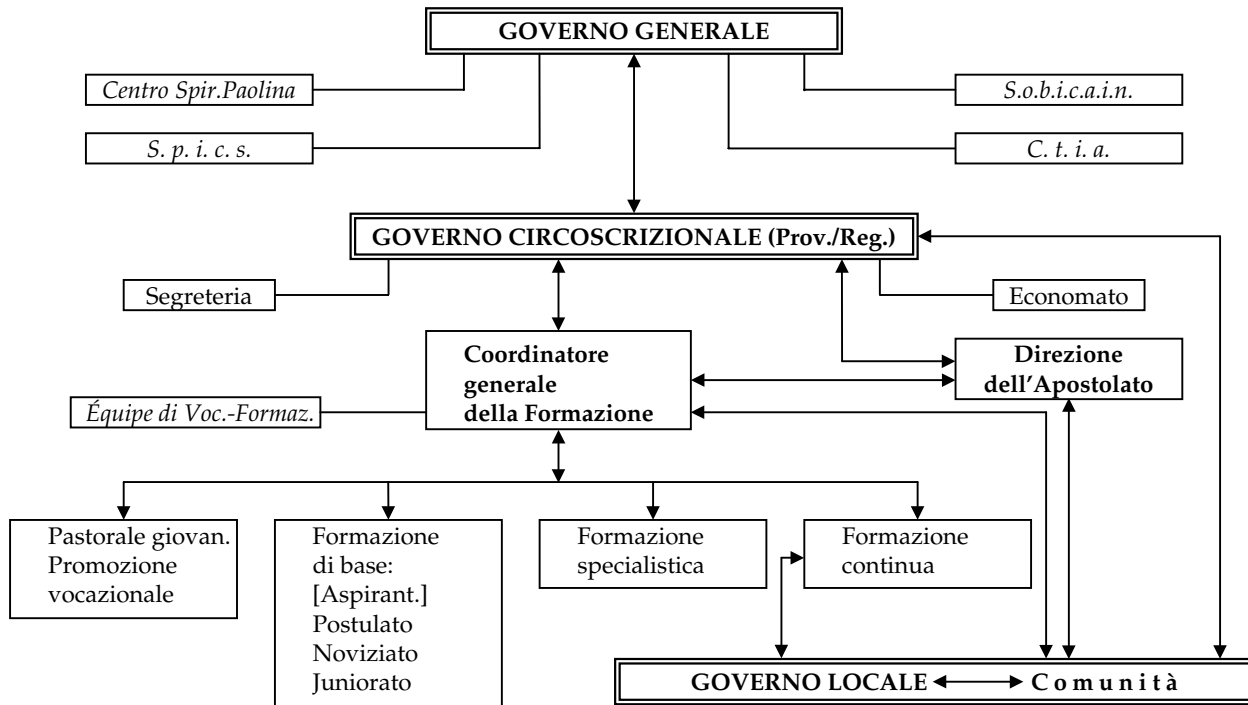 GOVERNO GENERALE
Centro Spir.Paolina
S.o.b.i.c.a.i.n.
S. p. i. c. s.
C. t. i. a.
GOVERNO CIRCOSCRIZIONALE (Prov./Reg.)
Segreteria
Economato
Coordinatore
generale
della Formazione
Direzione
dell’Apostolato
Équipe di Voc.-Formaz.
Pastorale giovan.
Promozione
vocazionale
Formazione
di base:
[Aspirant.]
Postulato
Noviziato
Juniorato
Formazione
specialistica
Formazione
continua
GOVERNO LOCALE C o m u n i t à